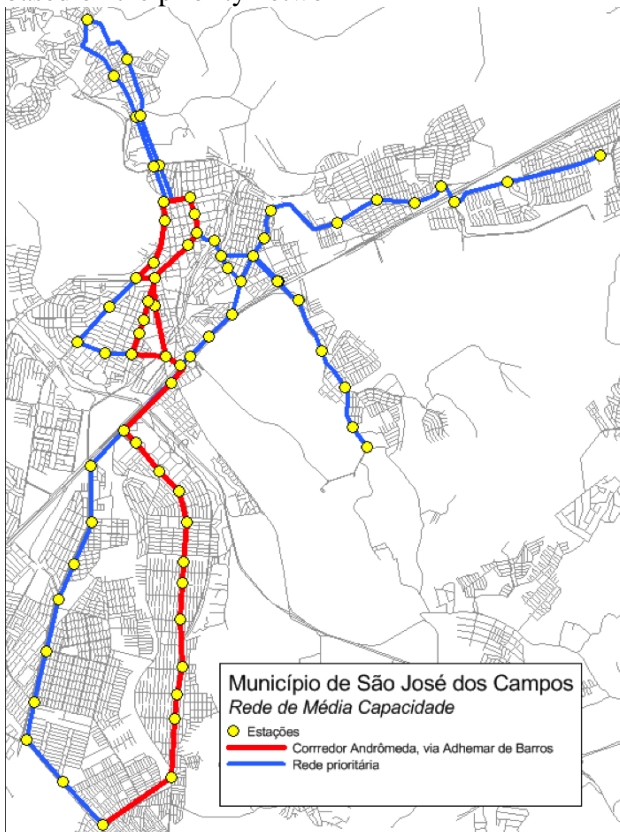 Município de São José dos Campos
Rede de Média Capacidade
Estações
Corrredor Andrômeda, via Adhemar de Barros
Rede prioritária